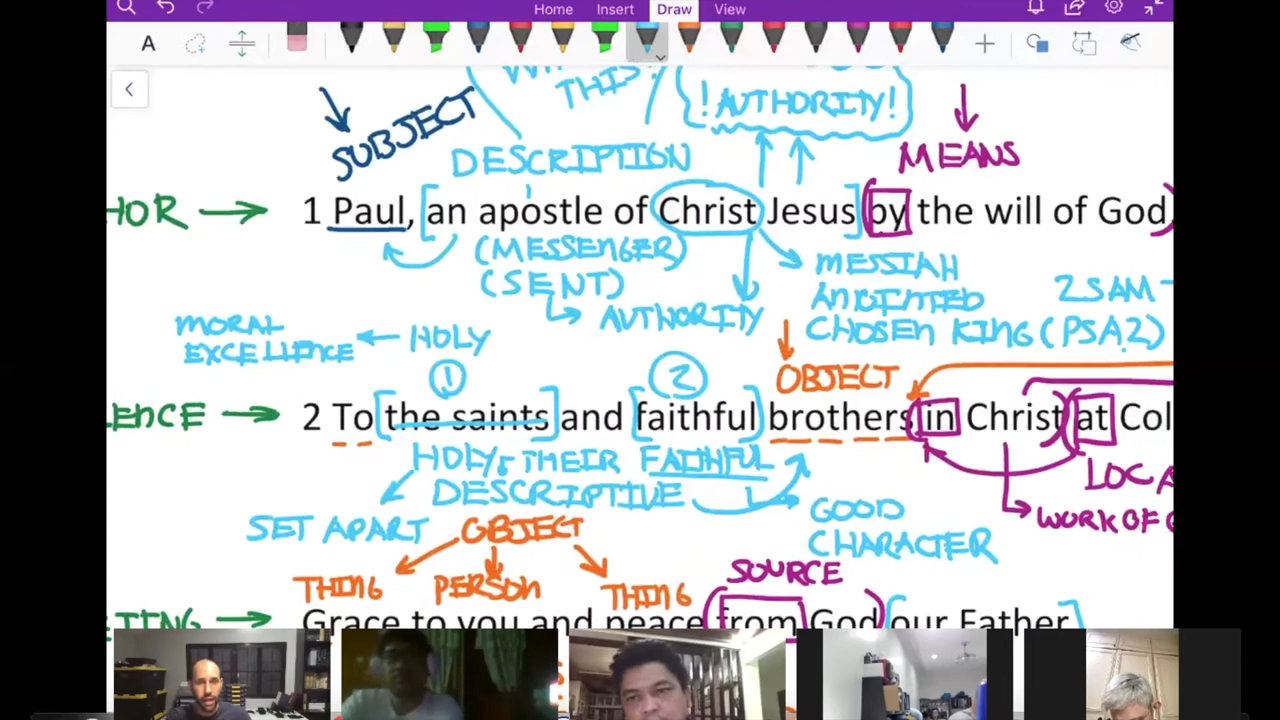 Home Insert Draw View
A
THIS?
!AUTHORITY!
SUBJECT
DESCRIPTION
MEANS
HOR → 1 Paul, [an apostle of Christ Jesus] (by the will of God,)
(MESSENGER)
(SENT)
AUTHORITY
MESSIAH
ANOINTED
CHOSEN KING (PSA.2)
2 SAM
MORAL
EXCELLENCE ← HOLY
① ②
OBJECT
ENCE → 2 To [the saints] and [faithful] brothers (in Christ) (at Col
HOLY, THEIR FAITHFUL
DESCRIPTIVE
LOCA
SET APART
GOOD
CHARACTER
WORK OF
OBJECT
THING PERSON THING
SOURCE
TING → Grace to you and peace (from God) [our Father]